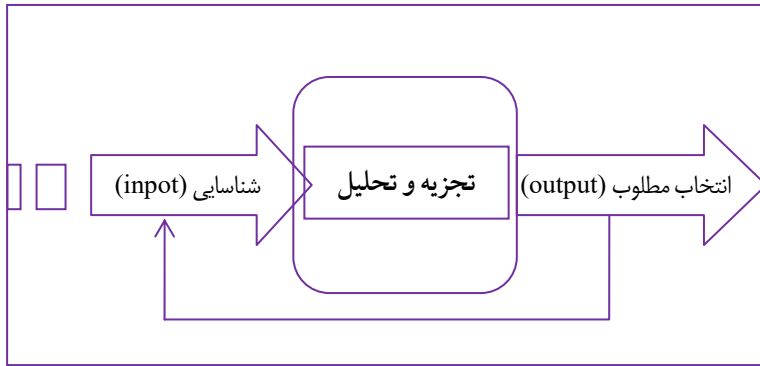 شناسایی (inpot)
تجزیه و تحلیل
انتخاب مطلوب (output)